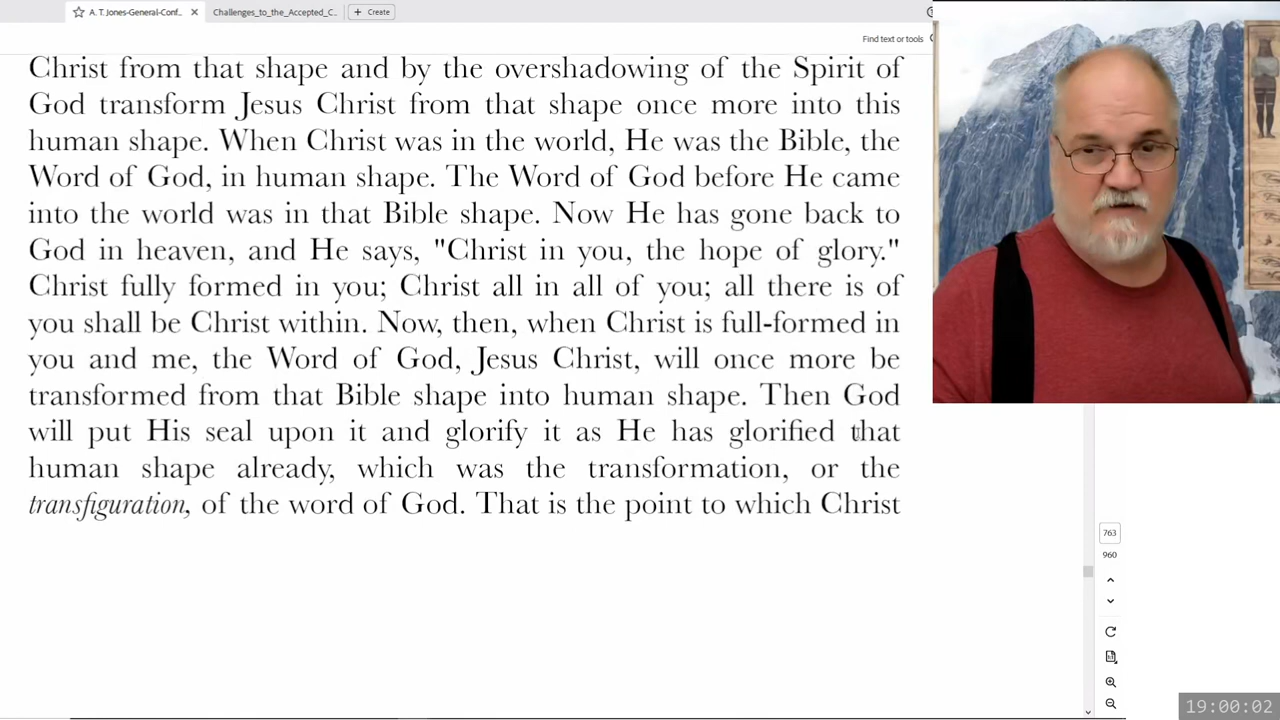 A. T. Jones-General-Conf...
Challenges_to_the_Accepted_C...
+ Create
Find text or tools
Christ from that shape and by the overshadowing of the Spirit of
God transform Jesus Christ from that shape once more into this
human shape. When Christ was in the world, He was the Bible, the
Word of God, in human shape. The Word of God before He came
into the world was in that Bible shape. Now He has gone back to
God in heaven, and He says, "Christ in you, the hope of glory."
Christ fully formed in you; Christ all in all of you; all there is of
you shall be Christ within. Now, then, when Christ is full-formed in
you and me, the Word of God, Jesus Christ, will once more be
transformed from that Bible shape into human shape. Then God
will put His seal upon it and glorify it as He has glorified that
human shape already, which was the transformation, or the
transfiguration, of the word of God. That is the point to which Christ
763
960
19:00:02